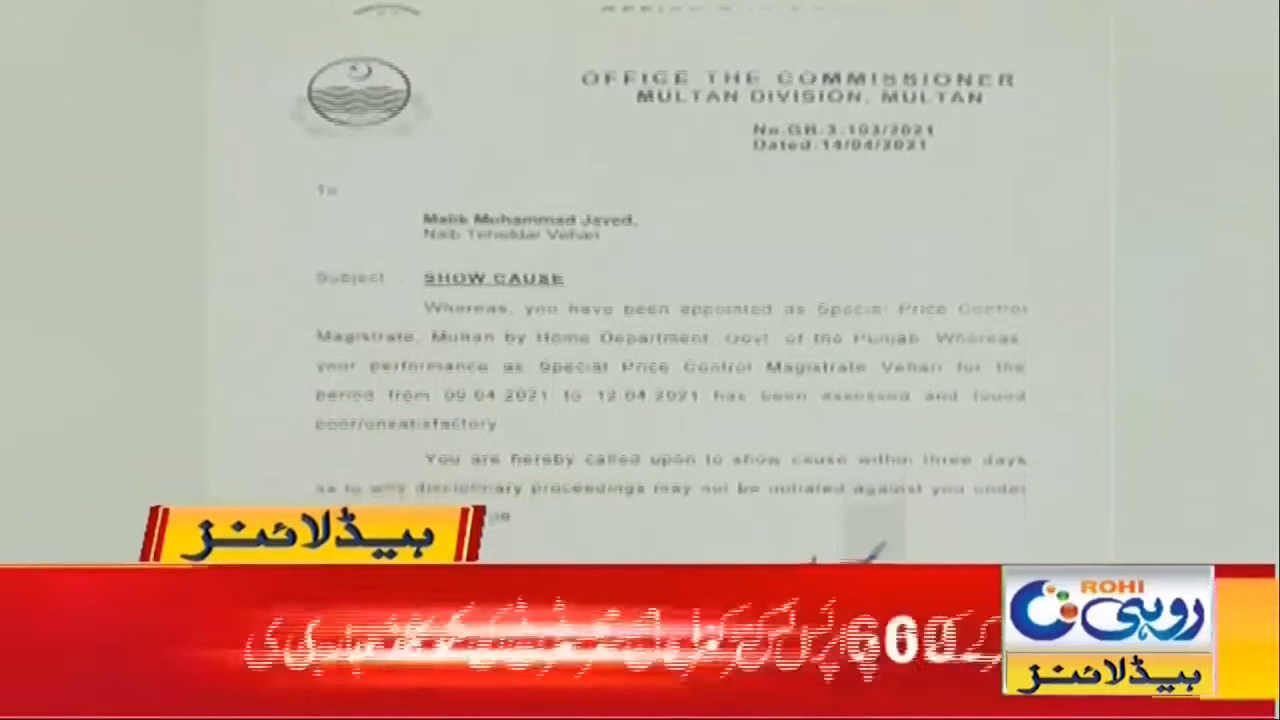 OFFICE THE COMMISSIONER
MULTAN DIVISION, MULTAN
No.GB-3-103/2021
Dated.14/04/2021
To
Malik Muhammad Javed,
Naib Tehsildar Vehari
Subject SHOW CAUSE
Whereas, you have been appointed as Special Price Control
Magistrate, Multan by Home Department, Govt. of the Punjab. Whereas,
your performance as Special Price Control Magistrate Vehari for the
period from 09.04.2021 to 12.04.2021 has been assessed and found
poor/unsatisfactory
You are hereby called upon to show cause within three days
as to why disciplinary proceedings may not be initiated against you under
ہیڈلائنز
600
ROHI
روہی
ہیڈلائنز